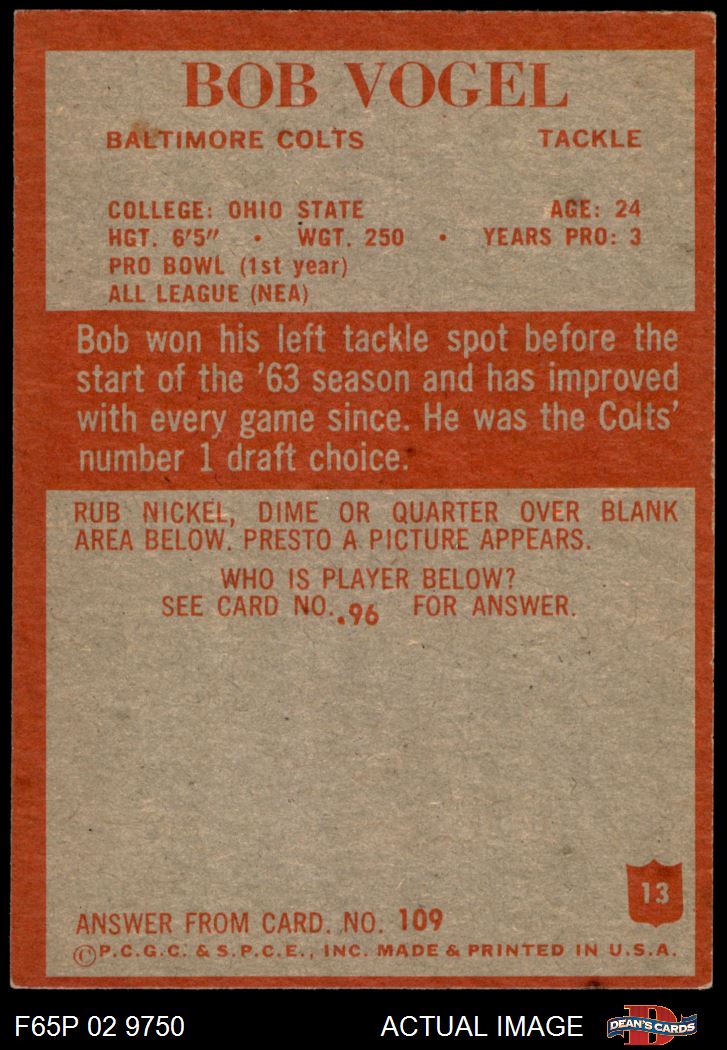 BOB VOGEL
BALTIMORE COLTS TACKLE
COLLEGE: OHIO STATE AGE: 24
HGT. 6'5" • WGT. 250 • YEARS PRO: 3
PRO BOWL (1st year)
ALL LEAGUE (NEA)
Bob won his left tackle spot before the
start of the '63 season and has improved
with every game since. He was the Colts'
number 1 draft choice.
RUB NICKEL, DIME OR QUARTER OVER BLANK
AREA BELOW. PRESTO A PICTURE APPEARS.
WHO IS PLAYER BELOW?
SEE CARD NO. 96 FOR ANSWER.
13
ANSWER FROM CARD. NO. 109
©P.C.G.C. & S.P.C.E., INC. MADE & PRINTED IN U.S.A.
F65P 02 9750 ACTUAL IMAGE D DEAN'S CARDS